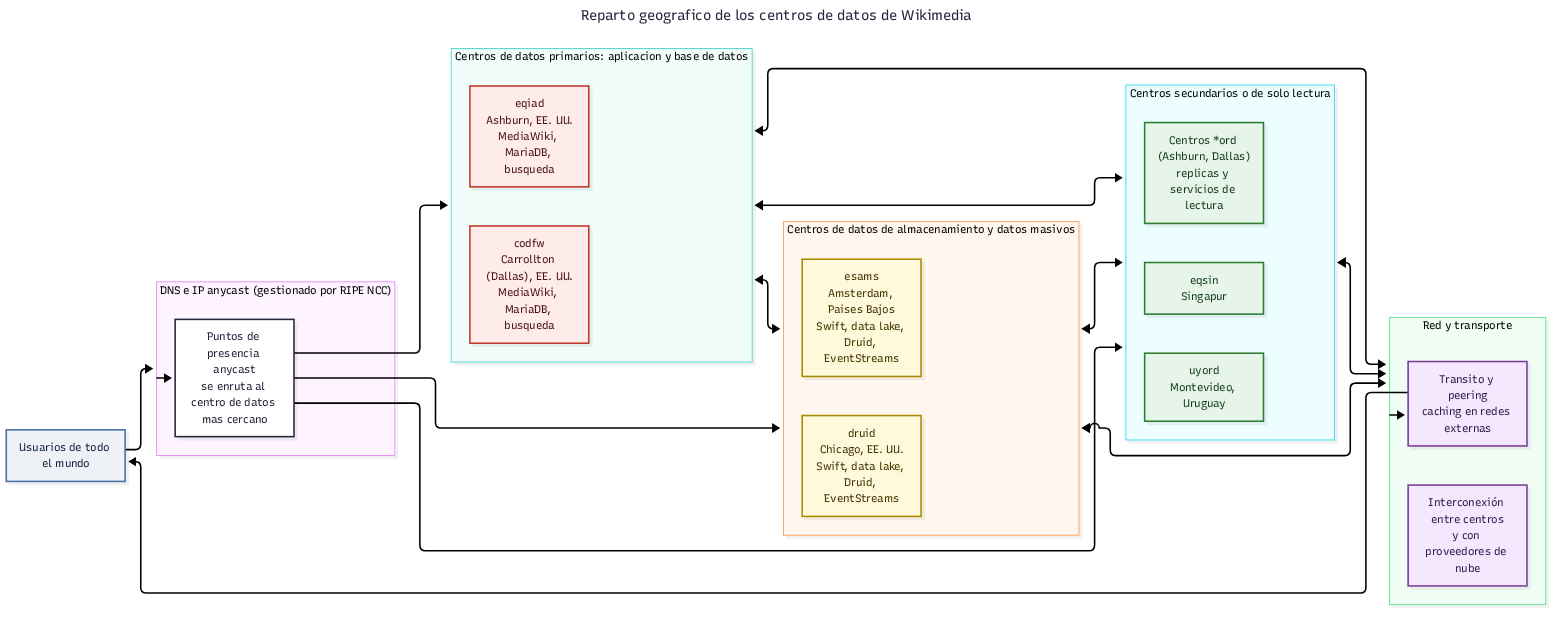 Reparto geografico de los centros de datos de Wikimedia
Centros de datos primarios: aplicacion y base de datos
eqiad
Ashburn, EE. UU.
MediaWiki,
MariaDB,
busqueda
codfw
Carrollton
(Dallas), EE. UU.
MediaWiki,
MariaDB,
busqueda
Centros secundarios o de solo lectura
Centros *ord
(Ashburn, Dallas)
replicas y
servicios de
lectura
eqsin
Singapur
uyord
Montevideo,
Uruguay
Centros de datos de almacenamiento y datos masivos
esams
Amsterdam,
Paises Bajos
Swift, data lake,
Druid,
EventStreams
druid
Chicago, EE. UU.
Swift, data lake,
Druid,
EventStreams
DNS e IP anycast (gestionado por RIPE NCC)
Puntos de
presencia
anycast
se enruta al
centro de datos
mas cercano
Usuarios de todo
el mundo
Red y transporte
Transito y
peering
caching en redes
externas
Interconexión
entre centros
y con
proveedores de
nube